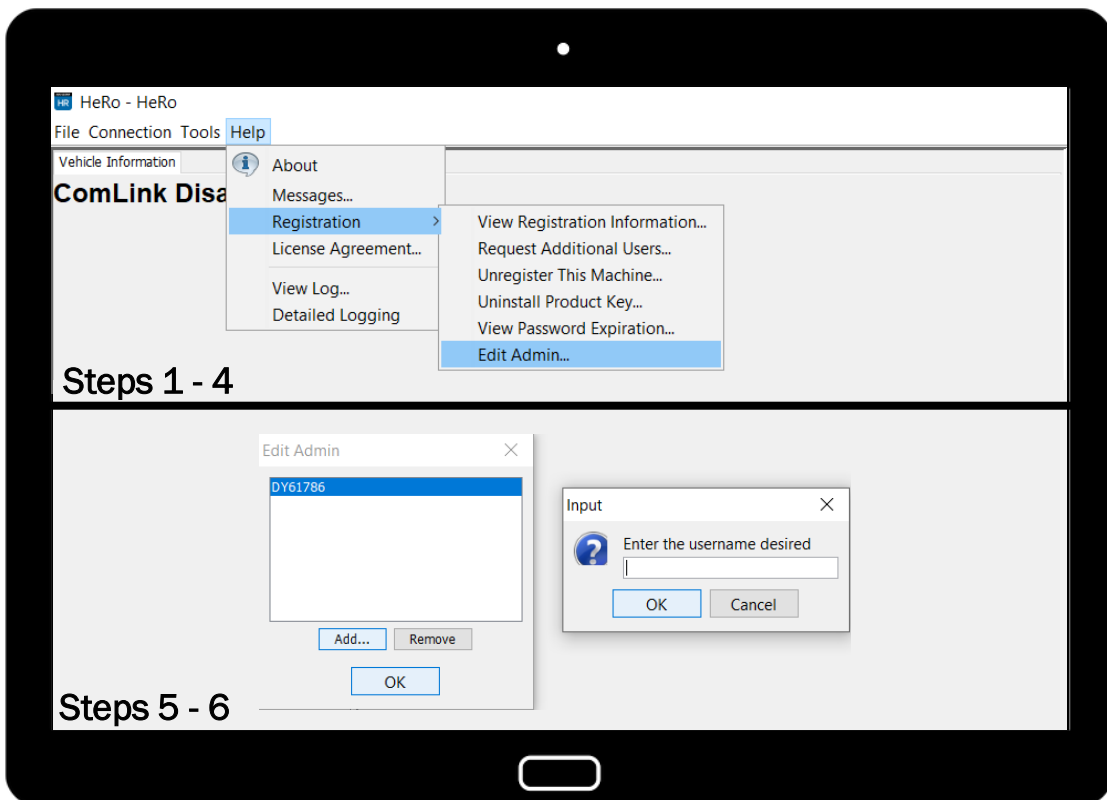 HR HeRo - HeRo
File Connection Tools Help
Vehicle Information
ComLink Disa
About
Messages...
Registration
License Agreement...
View Log...
Detailed Logging
View Registration Information...
Request Additional Users...
Unregister This Machine...
Uninstall Product Key...
View Password Expiration...
Edit Admin...
Steps 1 - 4
Edit Admin
DY61786
Add... Remove
OK
Input
Enter the username desired
OK Cancel
Steps 5 - 6